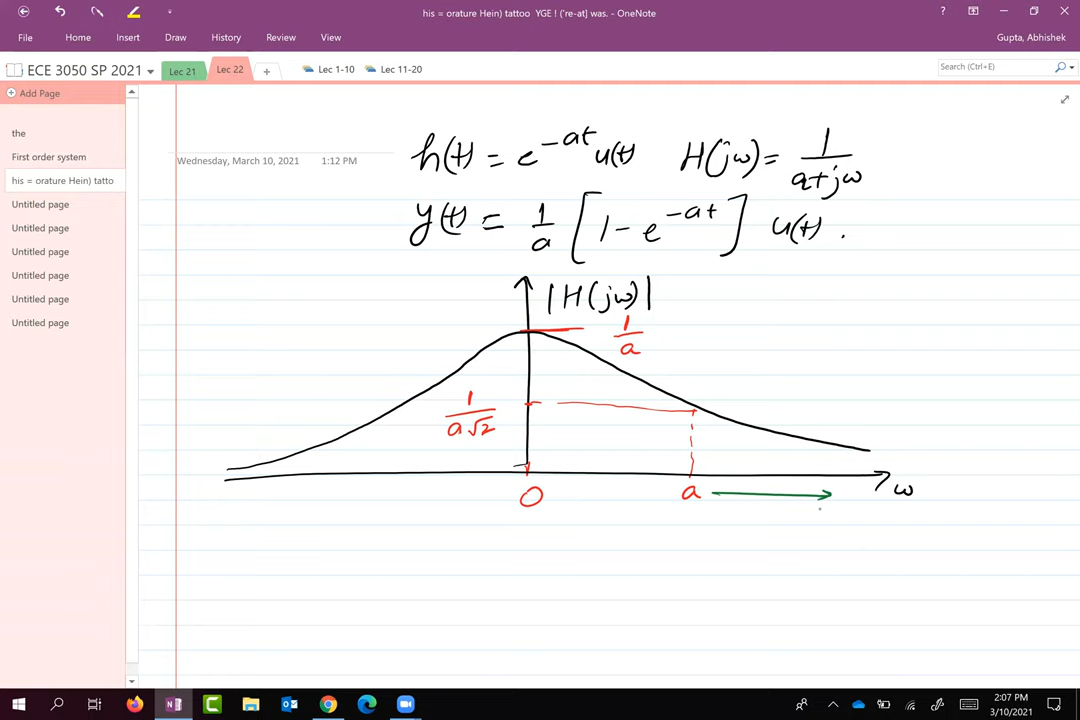 his = orature Hein) tattoo YGE ! ('re-at] was. - OneNote
File Home Insert Draw History Review View
Gupta, Abhishek
ECE 3050 SP 2021
Lec 21
Lec 22
Lec 1-10
Lec 11-20
Search (Ctrl+E)
Add Page
the
First order system
his = orature Hein) tatto
Untitled page
Untitled page
Untitled page
Untitled page
Untitled page
Untitled page
Wednesday, March 10, 2021 1:12 PM
h(t) = e^{-at} u(t) H(jω) = 1/(a+jω)
y(t) = 1/a [1 - e^{-at}] u(t).
|H(jω)|
1/a
1/(a√2)
0
a
ω
2:07 PM
3/10/2021